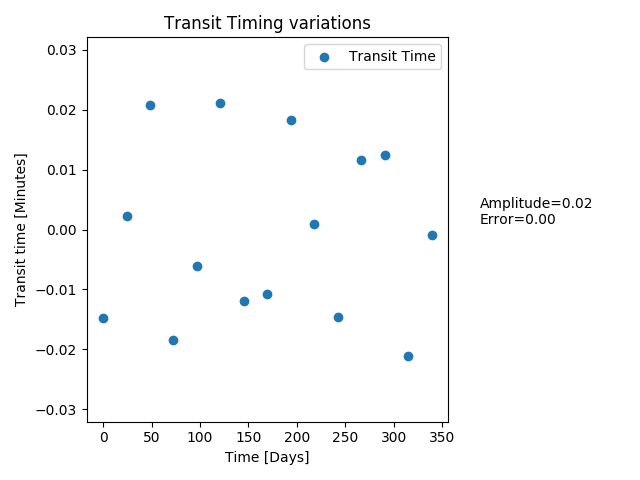 Transit Timing variations
Transit Time
Transit time [Minutes]
0.03
0.02
0.01
0.00
−0.01
−0.02
−0.03
0
50
100
150
200
250
300
350
Time [Days]
Amplitude=0.02
Error=0.00